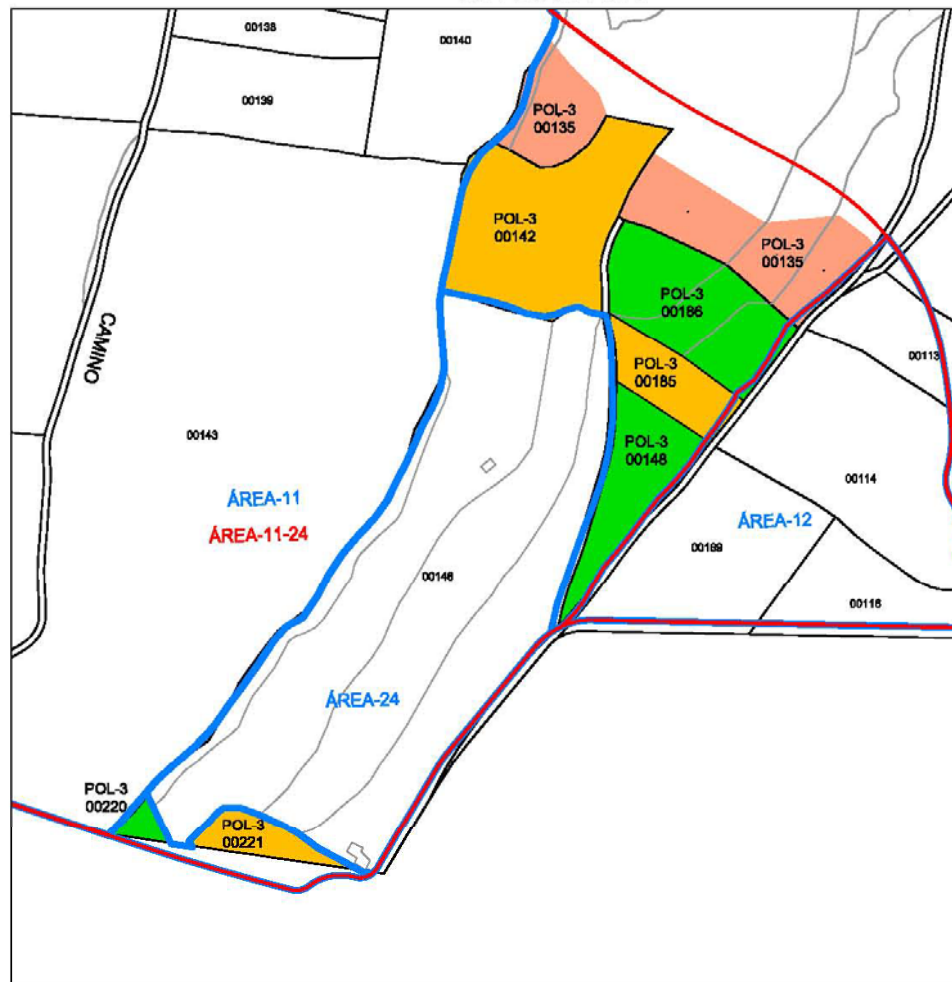 00138
00140
00139
POL-3
00135
POL-3
00142
POL-3
00135
POL-3
00186
CAMINO
00113
POL-3
00185
00143
POL-3
00148
00114
ÁREA-11
ÁREA-12
ÁREA-11-24
00189
00146
00116
ÁREA-24
POL-3
00220
POL-3
00221